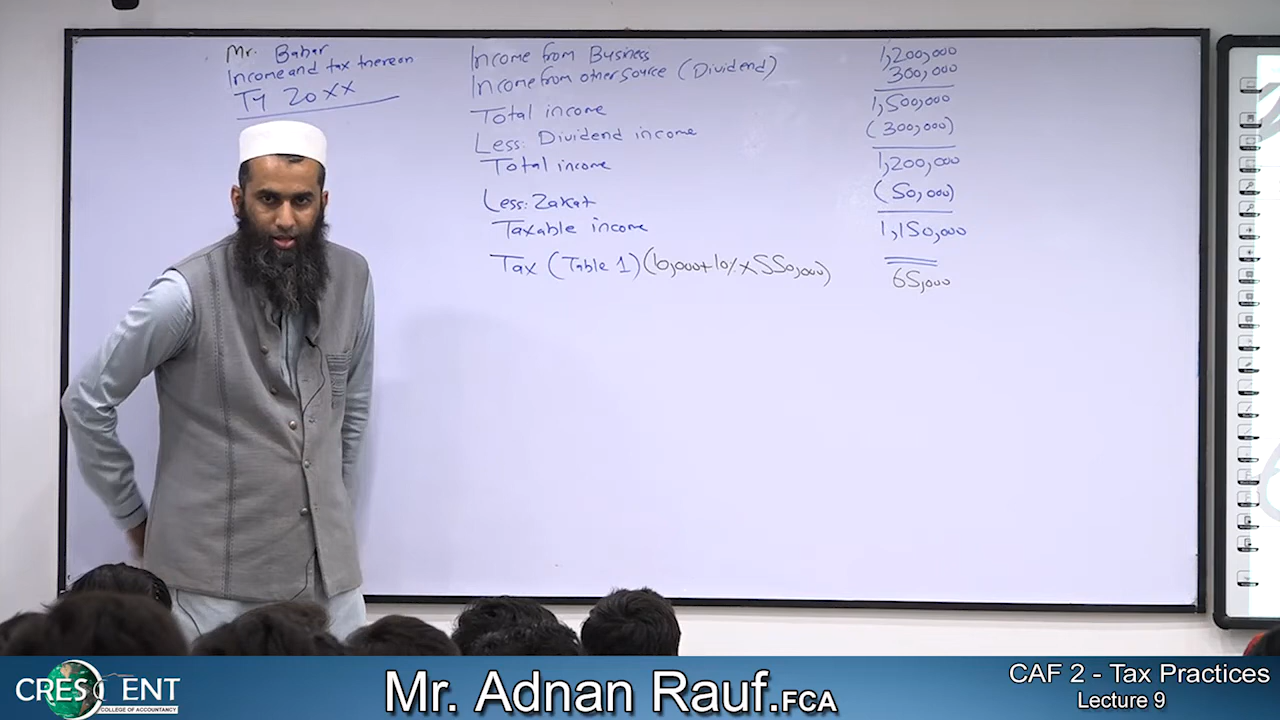 Mr. Babar
Income and tax thereon
TY 20XX
Income from Business 1,200,000
Income from other source (Dividend) 300,000
Total income 1,500,000
Less: Dividend income (300,000)
Total income 1,200,000
Less: Zakat (50,000)
Taxable income 1,150,000
Tax (Table 1) (10,000+10%×550,000) 65,000
CRESCENT
COLLEGE OF ACCOUNTANCY
Mr. Adnan Rauf.FCA
CAF 2 - Tax Practices
Lecture 9